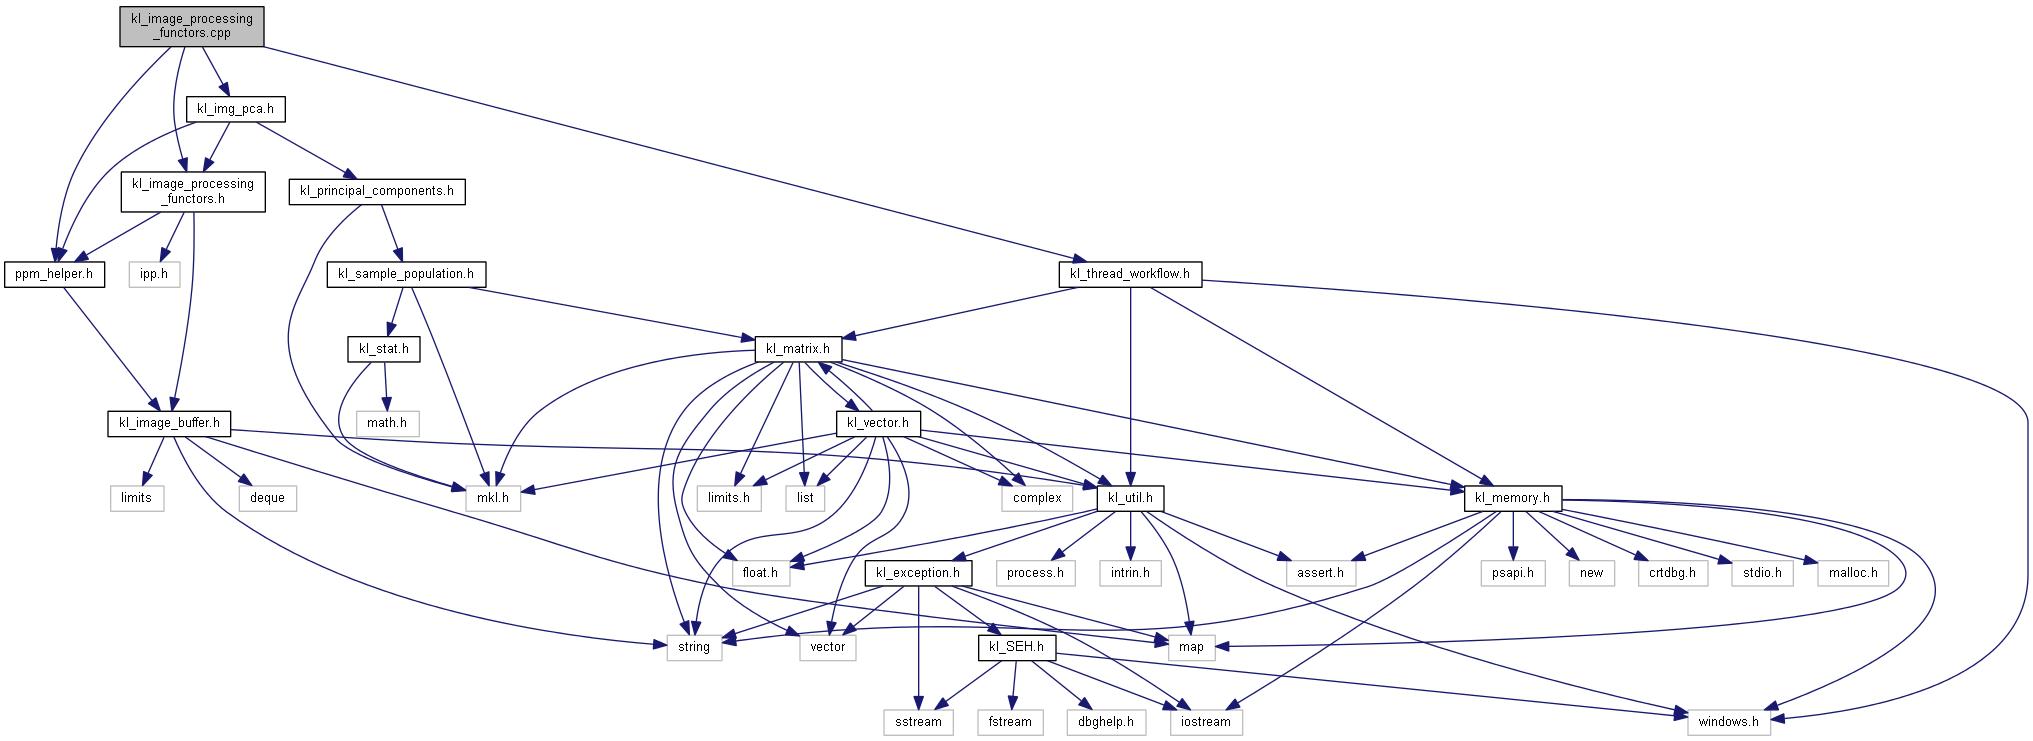 kl_image_processing
_functors.cpp
kl_img_pca.h
kl_image_processing
_functors.h
kl_principal_components.h
ppm_helper.h
ipp.h
kl_sample_population.h
kl_thread_workflow.h
kl_stat.h
kl_matrix.h
kl_image_buffer.h
math.h
kl_vector.h
limits
deque
mkl.h
limits.h
list
complex
kl_util.h
kl_memory.h
float.h
kl_exception.h
process.h
intrin.h
assert.h
psapi.h
new
crtdbg.h
stdio.h
malloc.h
string
vector
kl_SEH.h
map
sstream
fstream
dbghelp.h
iostream
windows.h